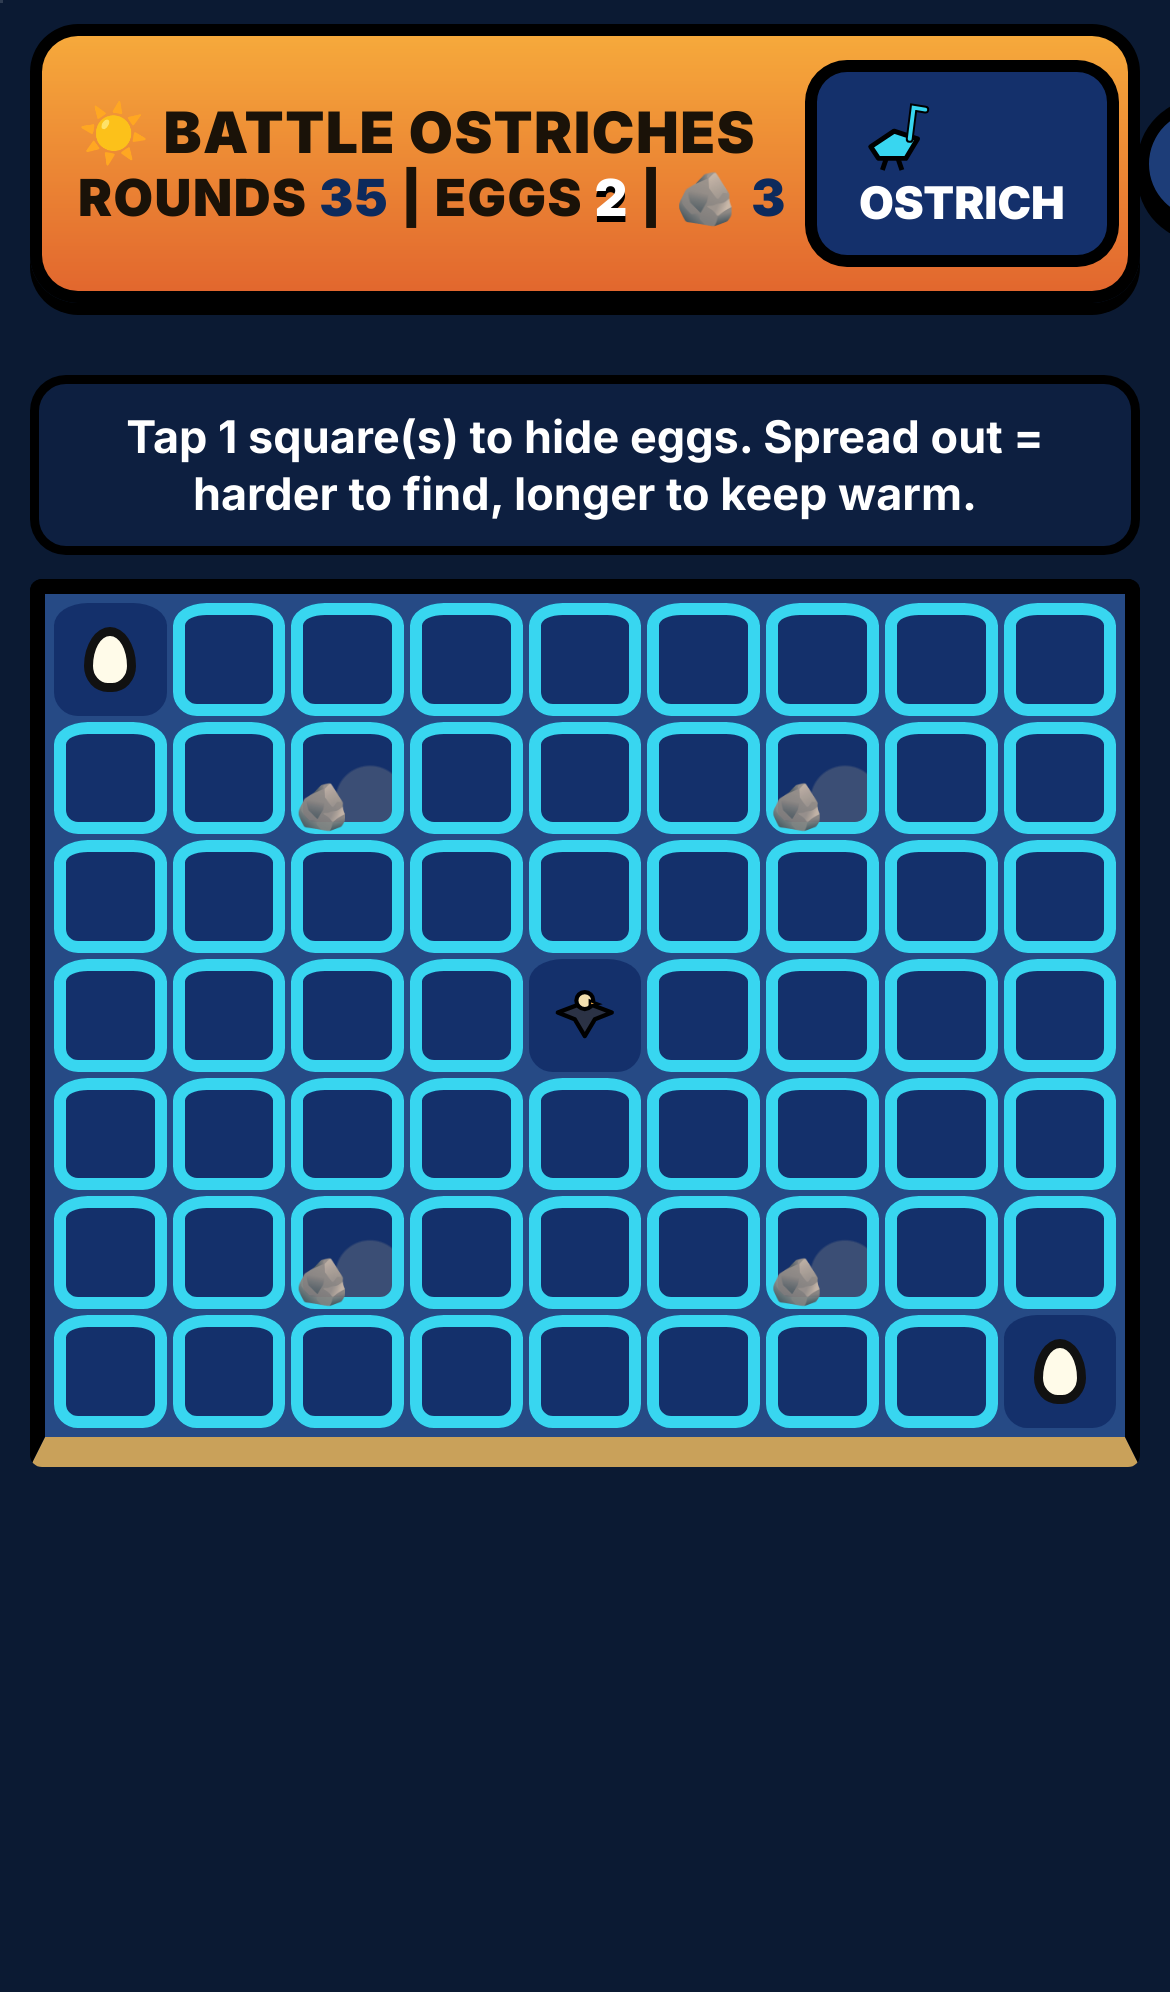 BATTLE OSTRICHES
ROUNDS 35 | EGGS 2 | 3
OSTRICH
Tap 1 square(s) to hide eggs. Spread out =
harder to find, longer to keep warm.